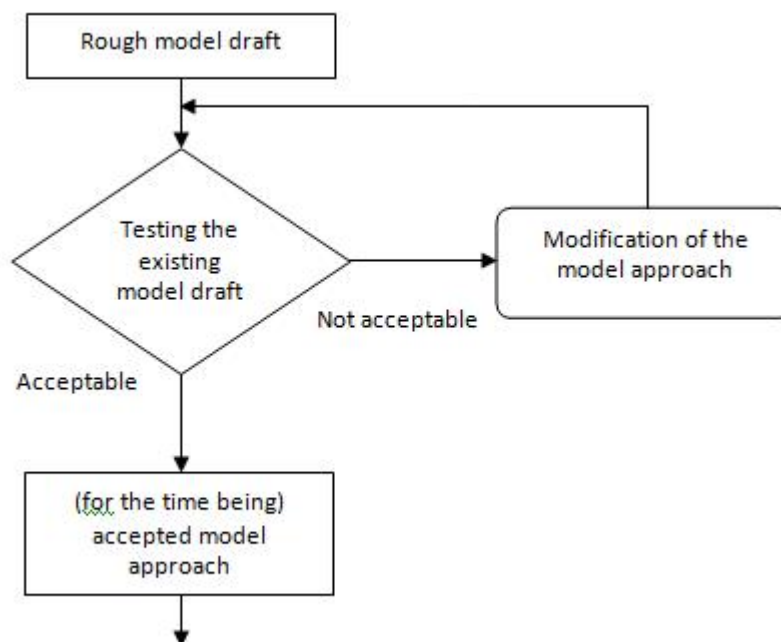 Rough model draft
Testing the
existing
model draft
Modification of the
model approach
Not acceptable
Acceptable
(for the time being)
accepted model
approach